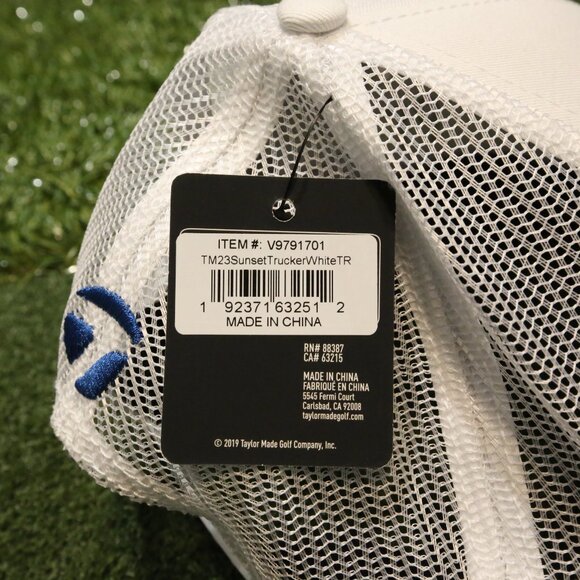 ITEM #: V9791701
TM23SunsetTruckerWhiteTR
1 92371 63251 2
MADE IN CHINA
RN# 88387
CA# 63215
MADE IN CHINA
FABRIQUÉ EN CHINA
5545 Fermi Court
Carlsbad, CA 92008
taylormadegolf.com
© 2019 Taylor Made Golf Company, Inc.